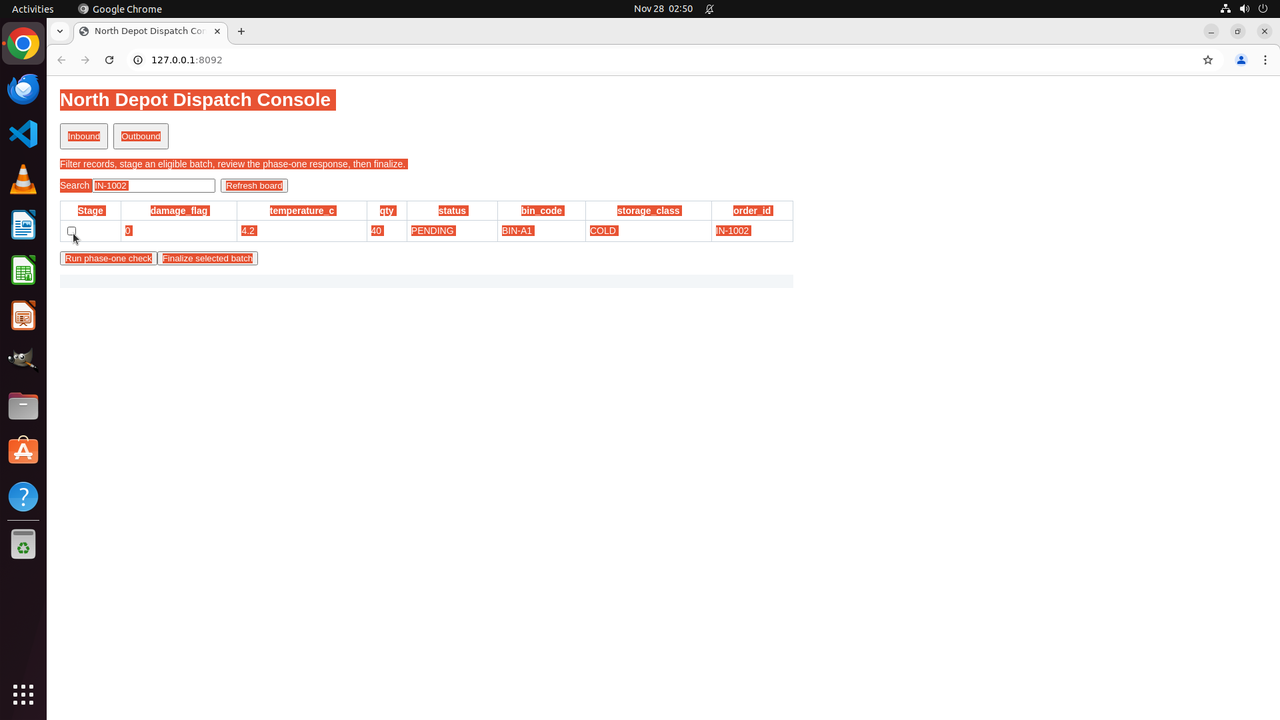 Activities Google Chrome Nov 28 02:50
North Depot Dispatch Con
127.0.0.1:8092
North Depot Dispatch Console
Inbound Outbound
Filter records, stage an eligible batch, review the phase-one response, then finalize.
Search IN-1002 Refresh board
Stage damage_flag temperature_c qty status bin_code storage_class order_id
0 4.2 40 PENDING BIN-A1 COLD IN-1002
Run phase-one check Finalize selected batch